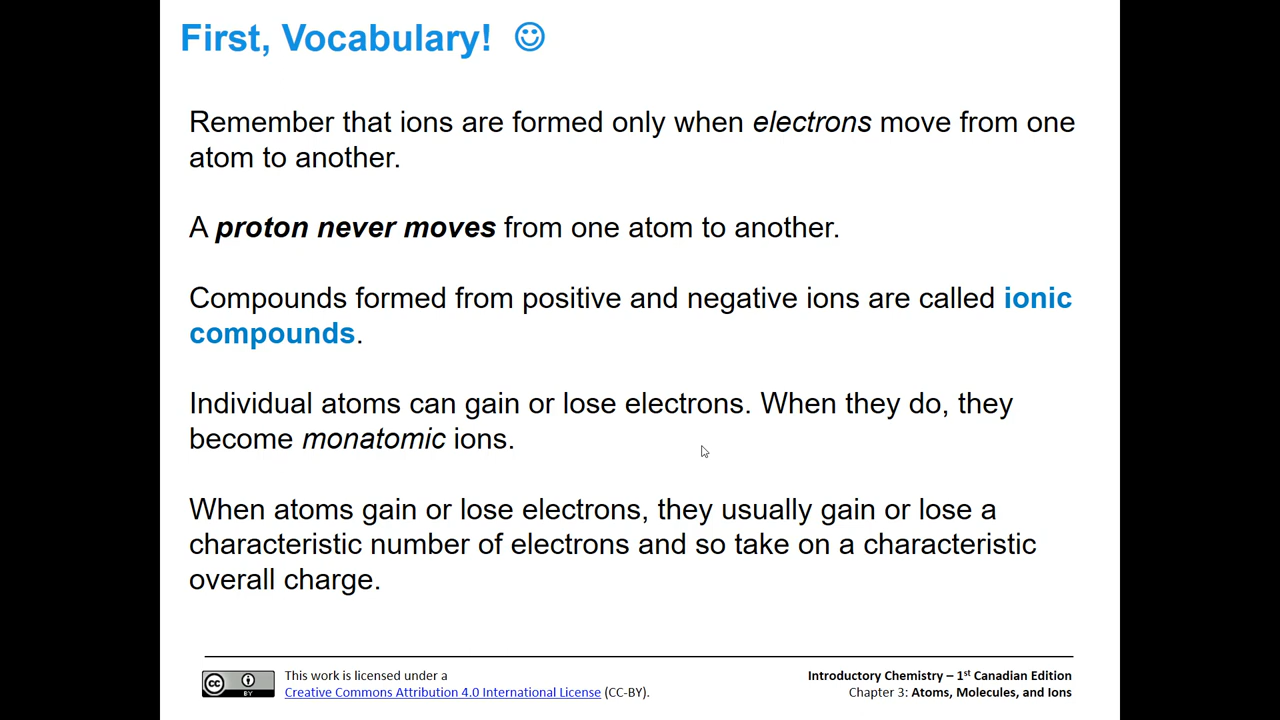 First, Vocabulary! ☺
Remember that ions are formed only when electrons move from one
atom to another.
A proton never moves from one atom to another.
Compounds formed from positive and negative ions are called ionic
compounds.
Individual atoms can gain or lose electrons. When they do, they
become monatomic ions.
When atoms gain or lose electrons, they usually gain or lose a
characteristic number of electrons and so take on a characteristic
overall charge.
cc BY
This work is licensed under a
Creative Commons Attribution 4.0 International License (CC-BY).
Introductory Chemistry – 1st Canadian Edition
Chapter 3: Atoms, Molecules, and Ions